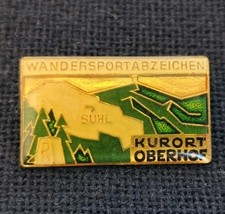 WANDERSPORTABZEICHEN
→
SUHL
R
KURORT
OBERHOF